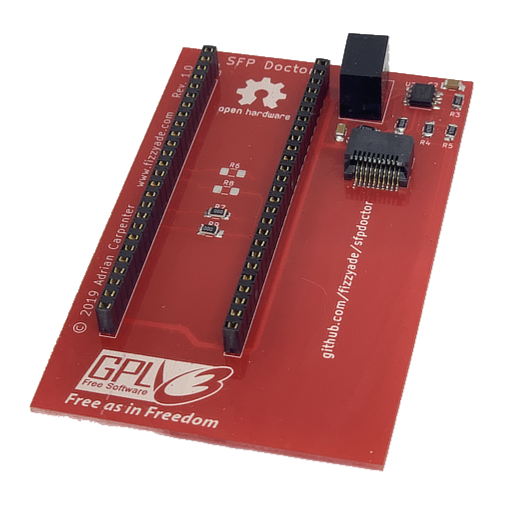 SFP Doctor
Rev. 1.0
www.fizzyade.com
© 2019 Adrian Carpenter
open hardware
R6
R8
R7
R3
R4
R5
github.com/fizzyade/sfpdoctor
GPL v3
Free Software
Free as in Freedom